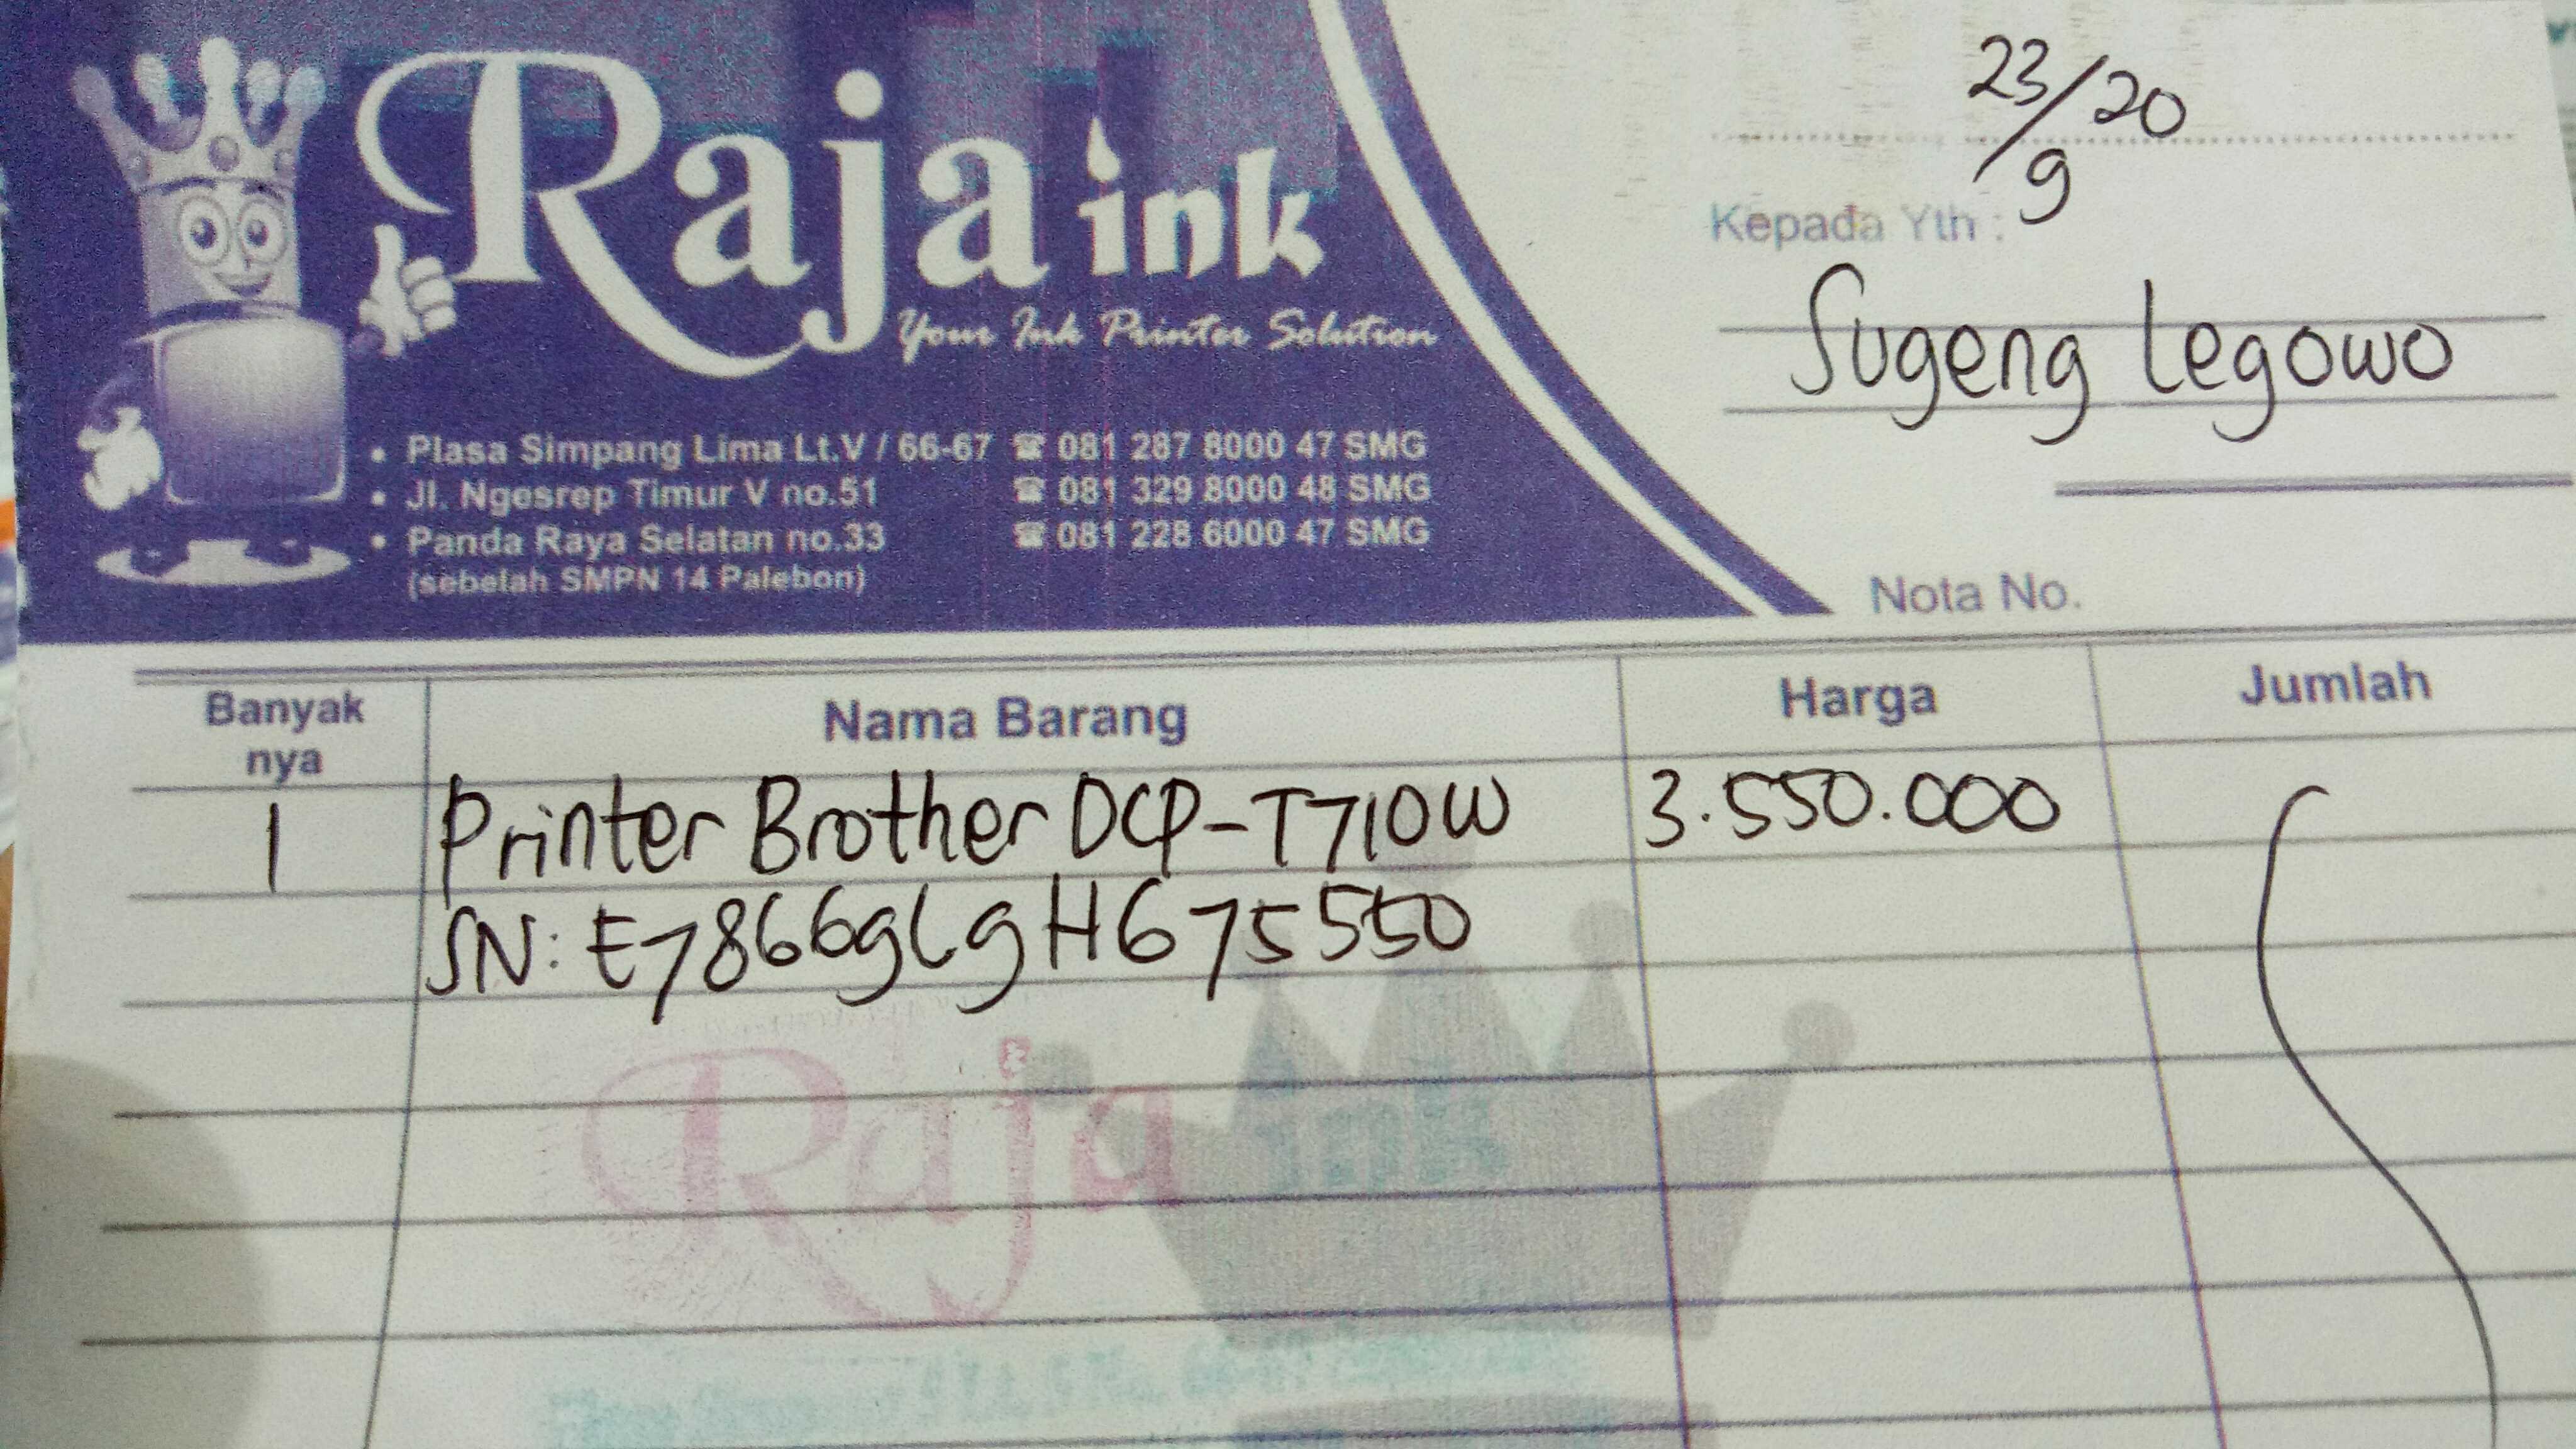 Raja ink
Your Ink Printer Solution
• Plasa Simpang Lima Lt.V / 66-67 ☎ 081 287 8000 47 SMG
• Jl. Ngesrep Timur V no.51 ☎ 081 329 8000 48 SMG
• Panda Raya Selatan no.33 ☎ 081 228 6000 47 SMG
(sebelah SMPN 14 Palebon)
23/9 20
Kepada Yth :
Sugeng Legowo
Nota No.
Banyak nya Nama Barang Harga Jumlah
1 Printer Brother DCP-T710W 3.550.000
SN: E78666gLgH675550
Raja ink